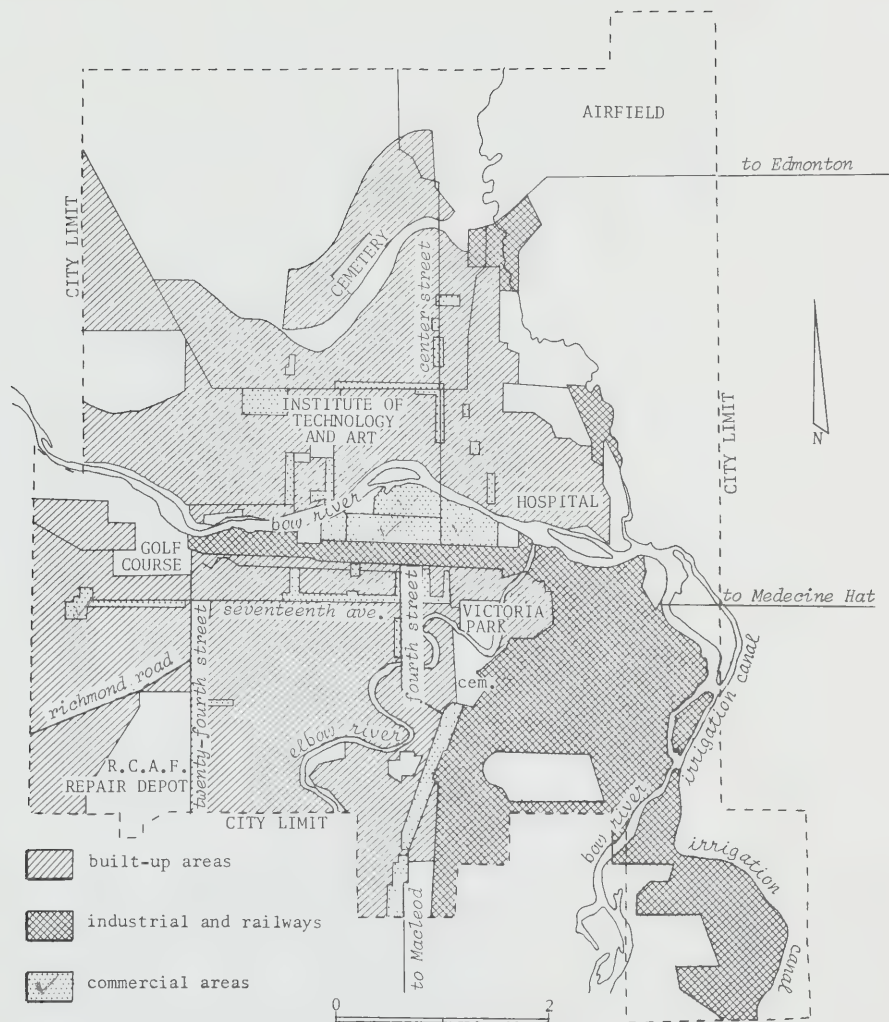 AIRFIELD
to Edmonton
CITY LIMIT
CEMETERY
center street
INSTITUTE OF
TECHNOLOGY
AND ART
N
CITY LIMIT
HOSPITAL
bow river
GOLF
COURSE
to Medecine Hat
seventeenth ave.
VICTORIA
PARK
fourth street
twenty-fourth street
richmond road
cem.
irrigation canal
elbow river
R.C.A.F.
REPAIR DEPOT
CITY LIMIT
bow river
irrigation
canal
built-up areas
industrial and railways
commercial areas
to Macleod
0 2